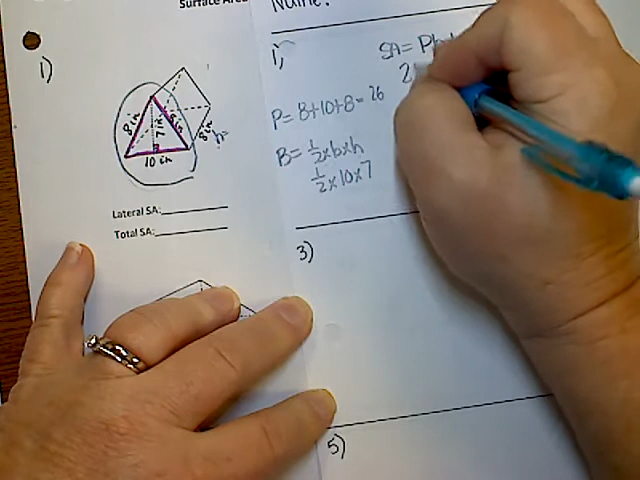 Surface Area
Name:
1)
8 in
7 in
8 in
8 in
h=
10 in
Lateral SA:
Total SA:
1)
SA= Ph
2
P= 8+10+8= 26
B= 1/2 x b x h
1/2 x 10 x 7
3)
5)